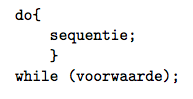 do{
sequentie;
}
while (voorwaarde);